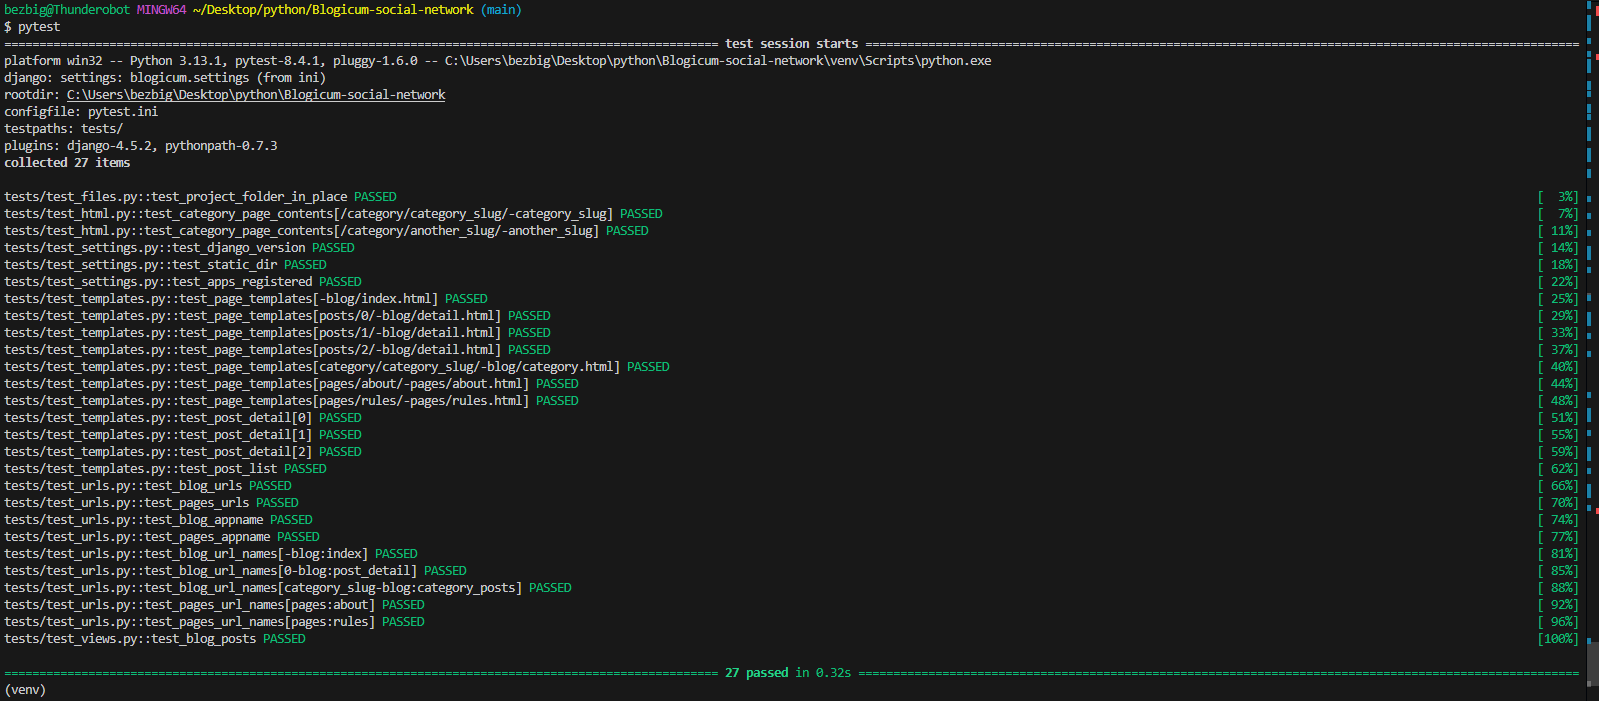 bezbig@Thunderobot MINGW64 ~/Desktop/python/Blogicum-social-network (main)
$ pytest
====================================================================================================== test session starts ======================================================================================================
platform win32 -- Python 3.13.1, pytest-8.4.1, pluggy-1.6.0 -- C:\Users\bezbig\Desktop\python\Blogicum-social-network\venv\Scripts\python.exe
django: settings: blogicum.settings (from ini)
rootdir: C:\Users\bezbig\Desktop\python\Blogicum-social-network
configfile: pytest.ini
testpaths: tests/
plugins: django-4.5.2, pythonpath-0.7.3
collected 27 items
tests/test_files.py::test_project_folder_in_place PASSED [  3%]
tests/test_html.py::test_category_page_contents[/category/category_slug/-category_slug] PASSED [  7%]
tests/test_html.py::test_category_page_contents[/category/another_slug/-another_slug] PASSED [ 11%]
tests/test_settings.py::test_django_version PASSED [ 14%]
tests/test_settings.py::test_static_dir PASSED [ 18%]
tests/test_settings.py::test_apps_registered PASSED [ 22%]
tests/test_templates.py::test_page_templates[-blog/index.html] PASSED [ 25%]
tests/test_templates.py::test_page_templates[posts/0/-blog/detail.html] PASSED [ 29%]
tests/test_templates.py::test_page_templates[posts/1/-blog/detail.html] PASSED [ 33%]
tests/test_templates.py::test_page_templates[posts/2/-blog/detail.html] PASSED [ 37%]
tests/test_templates.py::test_page_templates[category/category_slug/-blog/category.html] PASSED [ 40%]
tests/test_templates.py::test_page_templates[pages/about/-pages/about.html] PASSED [ 44%]
tests/test_templates.py::test_page_templates[pages/rules/-pages/rules.html] PASSED [ 48%]
tests/test_templates.py::test_post_detail[0] PASSED [ 51%]
tests/test_templates.py::test_post_detail[1] PASSED [ 55%]
tests/test_templates.py::test_post_detail[2] PASSED [ 59%]
tests/test_templates.py::test_post_list PASSED [ 62%]
tests/test_urls.py::test_blog_urls PASSED [ 66%]
tests/test_urls.py::test_pages_urls PASSED [ 70%]
tests/test_urls.py::test_blog_appname PASSED [ 74%]
tests/test_urls.py::test_pages_appname PASSED [ 77%]
tests/test_urls.py::test_blog_url_names[-blog:index] PASSED [ 81%]
tests/test_urls.py::test_blog_url_names[0-blog:post_detail] PASSED [ 85%]
tests/test_urls.py::test_blog_url_names[category_slug-blog:category_posts] PASSED [ 88%]
tests/test_urls.py::test_pages_url_names[pages:about] PASSED [ 92%]
tests/test_urls.py::test_pages_url_names[pages:rules] PASSED [ 96%]
tests/test_views.py::test_blog_posts PASSED [100%]
====================================================================================================== 27 passed in 0.32s =======================================================================================================
(venv)